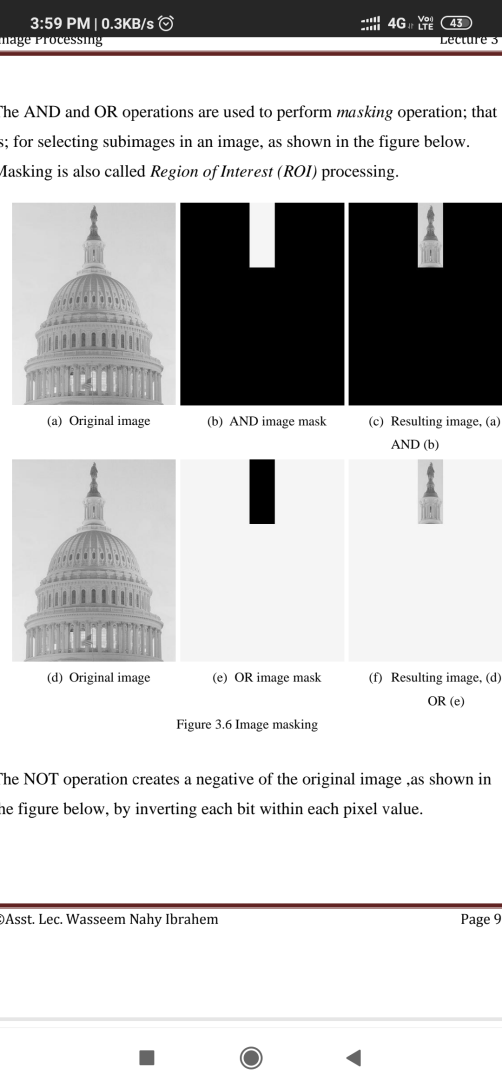 3:59 PM | 0.3KB/s
4G
Vo))
LTE
43
mage Processing Lecture 3
The AND and OR operations are used to perform masking operation; that
s; for selecting subimages in an image, as shown in the figure below.
Masking is also called Region of Interest (ROI) processing.
(a) Original image
(b) AND image mask
(c) Resulting image, (a)
AND (b)
(d) Original image
(e) OR image mask
(f) Resulting image, (d)
OR (e)
Figure 3.6 Image masking
The NOT operation creates a negative of the original image ,as shown in
he figure below, by inverting each bit within each pixel value.
©Asst. Lec. Wasseem Nahy Ibrahem Page 9